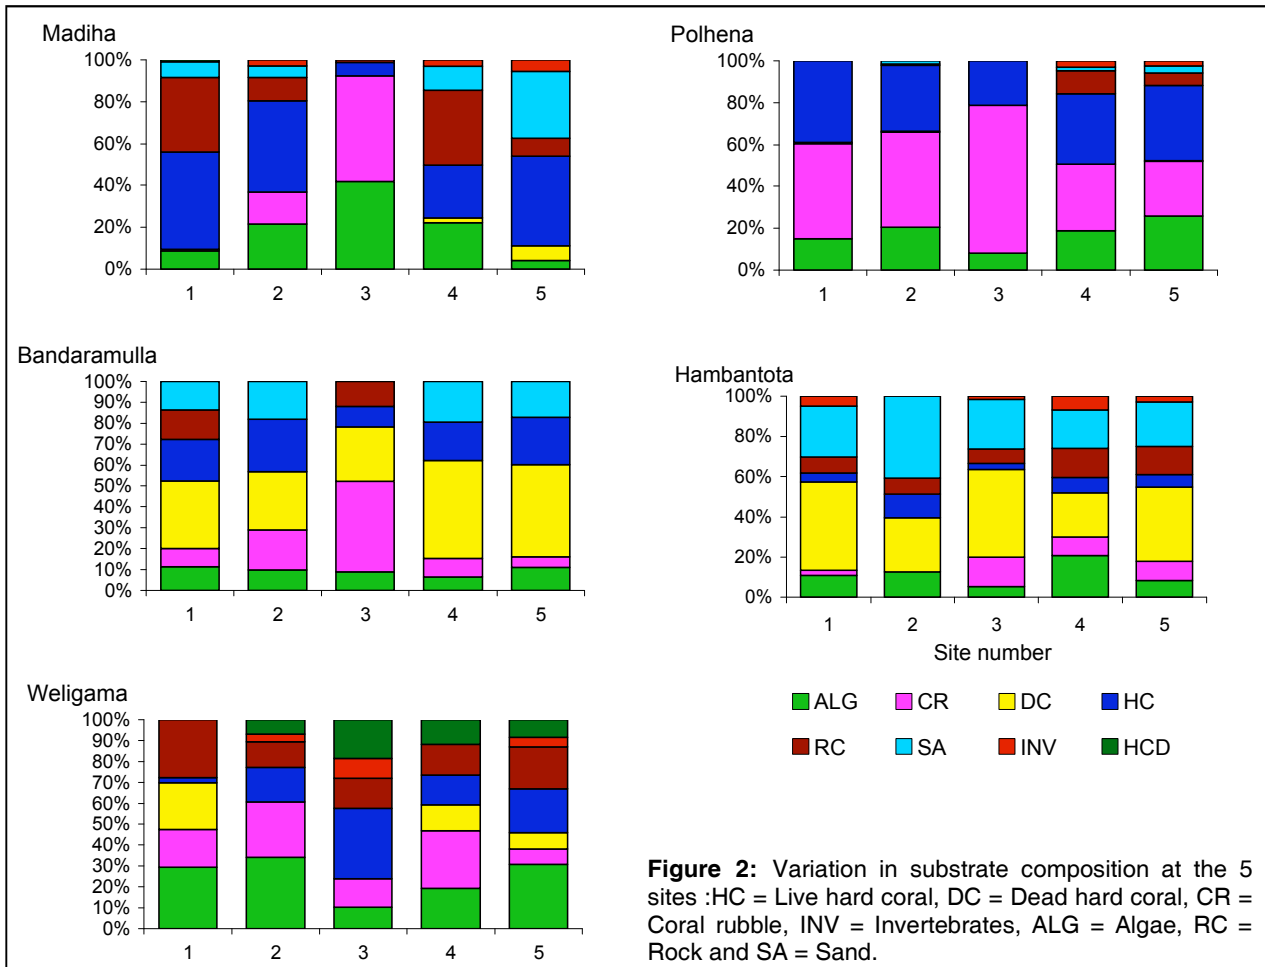 Madiha
100%
80%
60%
40%
20%
0%
1 2 3 4 5
Polhena
100%
80%
60%
40%
20%
0%
1 2 3 4 5
Bandaramulla
100%
90%
80%
70%
60%
50%
40%
30%
20%
10%
0%
1 2 3 4 5
Hambantota
100%
80%
60%
40%
20%
0%
1 2 3 4 5
Site number
ALG CR DC HC
RC SA INV HCD
Weligama
100%
90%
80%
70%
60%
50%
40%
30%
20%
10%
0%
1 2 3 4 5
Figure 2: Variation in substrate composition at the 5
sites :HC = Live hard coral, DC = Dead hard coral, CR =
Coral rubble, INV = Invertebrates, ALG = Algae, RC =
Rock and SA = Sand.